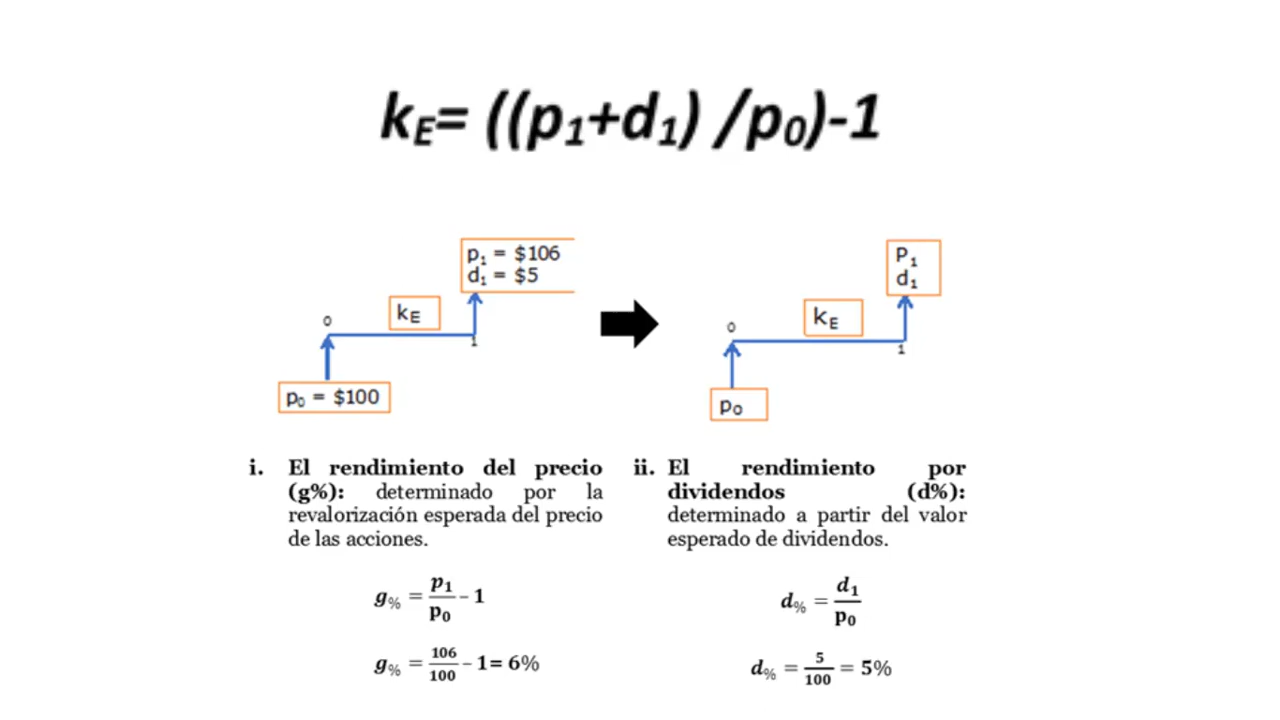 kE= ((p1+d1) /p0)-1
p1 = $106
d1 = $5
kE
0
1
p0 = $100
P1
d1
kE
0
1
p0
i. El rendimiento del precio
(g%): determinado por la
revalorización esperada del precio
de las acciones.
g% = p1/p0 - 1
g% = 106/100 - 1= 6%
ii. El rendimiento por
dividendos (d%):
determinado a partir del valor
esperado de dividendos.
d% = d1/p0
d% = 5/100 = 5%